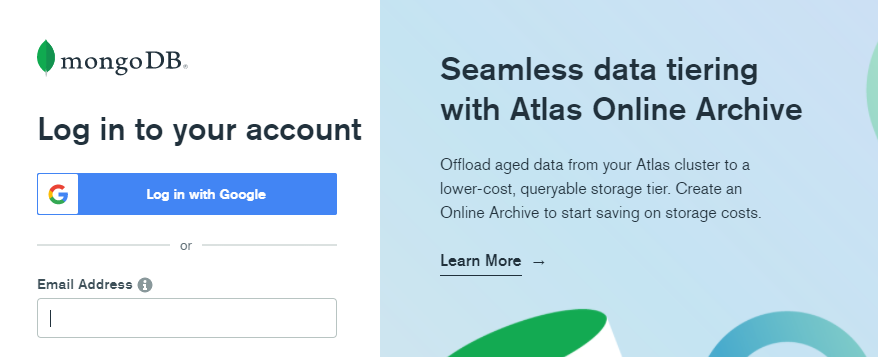 mongoDB®
Log in to your account
Log in with Google
or
Email Address
Seamless data tiering
with Atlas Online Archive
Offload aged data from your Atlas cluster to a
lower-cost, queryable storage tier. Create an
Online Archive to start saving on storage costs.
Learn More →